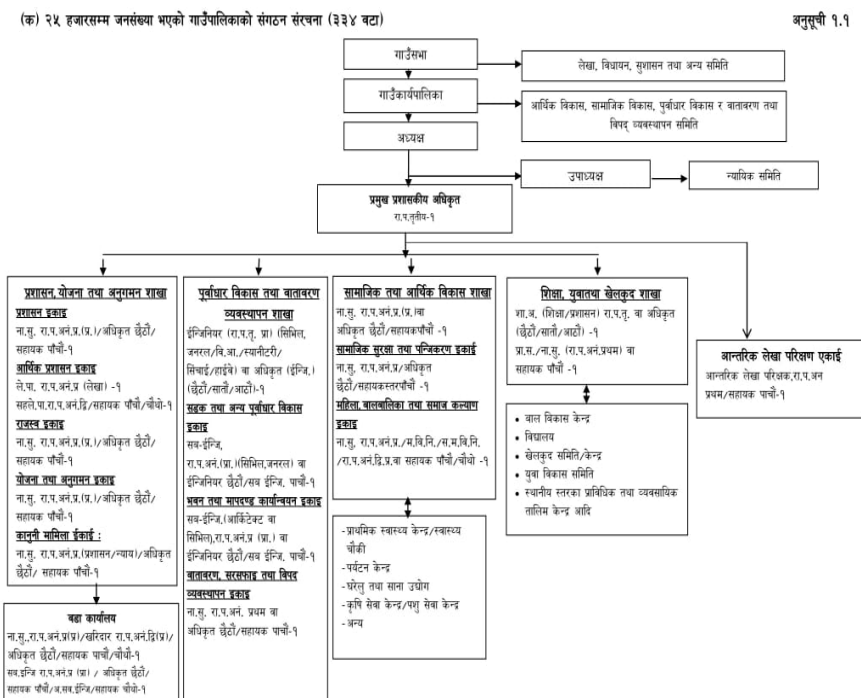 (क) २५ हजारसम्म जनसंख्या भएको गाउँपालिकाको संगठन संरचना (३३४ वटा)
अनुसूची १.१
गाउँसभा
लेखा, विधायन, सुशासन तथा अन्य समिति
गाउँकार्यपालिका
आर्थिक विकास, सामाजिक विकास, पुर्वाधार विकास र वातावरण तथा
विपद् व्यवस्थापन समिति
अध्यक्ष
उपाध्यक्ष
न्यायिक समिति
प्रमुख प्रशासकीय अधिकृत
रा.प.तृतीय-१
प्रशासन,योजना तथा अनुगमन शाखा
प्रशासन इकाइ
ना.सु. रा.प.अनं.प्र.(प्र.)/अधिकृत छैठौं/
सहायक पाँचौ-१
आर्थिक प्रशासन इकाइ
ले.पा. रा.प.अनं.प्र (लेखा) -१
सहले.पा.रा.प.अनं.द्वि/सहायक पाँचौ/चौथो-१
राजस्व इकाइ
ना.सु. रा.प.अनं.प्र.(प्र.)/अधिकृत छैठौं/
सहायक पाँचौ-१
योजना तथा अनुगमन इकाइ
ना.सु. रा.प.अनं.प्र.(प्र.)/अधिकृत छैठौं/
सहायक पाँचौ-१
कानुनी मामिला ईकाई :
ना.सु. रा.प.अनं.प्र.(प्रशासन/न्याय)/अधिकृत
छैठौं/ सहायक पाँचौ-१
वडा कार्यालय
ना.सु.,रा.प.अनं.प्र(प्र)/खरिदार रा.प.अनं.द्वि(प्र)/
अधिकृत छैठौं/सहायक पाचौं/चौथौ-१
सब.इन्जि रा.प.अनं.प्र (प्रा) / अधिकृत छैठौं/
सहायक पाँचौ/अ.सब.ईन्जि/सहायक चौथो-१
पूर्वाधार विकास तथा वातावरण
व्यवस्थापन शाखा
ईन्जिनियर (रा.प.तृ. प्रा) (सिभिल,
जनरल/वि.आ./स्यानीटरी/
सिंचाई/हाईवे) वा अधिकृत (ईन्जि.)
(छैठौं/सातौं/आठौं)-१
सडक तथा अन्य पूर्वाधार विकास
इकाइ
सब-ईन्जि,
रा.प.अनं.(प्रा.)(सिभिल,जनरल) वा
ईन्जिनियर छैठौं/सब ईन्जि. पाचौं-१
भवन तथा मापदण्ड कार्यान्वयन इकाइ
सब-ईन्जि.(आर्किटेक्ट वा
सिभिल),रा.प.अनं.प्र (प्रा.) वा
ईन्जिनियर छैठौं/सब ईन्जि. पाचौं-१
वातावरण, सरसफाइ तथा विपद
व्यवस्थापन इकाइ
ना.सु. रा.प.अनं. प्रथम वा
अधिकृत छैठौं/सहायक पाचौं-१
सामाजिक तथा आर्थिक विकास शाखा
ना.सु. रा.प.अनं.प्र.(प्र.)वा
अधिकृत छैठौं/सहायकपाँचौ -१
सामाजिक सुरक्षा तथा पन्जिकरण इकाई
ना.सु. रा.प.अनं.प्र/अधिकृत
छैठौं/सहायकस्तरपाँचौ -१
महिला,बालबालिका तथा समाज कल्याण
इकाइ
ना.सु. रा.प.अनं.प्र./म.वि.नि./स.म.वि.नि.
/रा.प.अनं.द्वि.प्र.वा सहायक पाँचौ/चौथो -१
-प्राथमिक स्वास्थ्य केन्द्र/स्वास्थ्य
चौकी
-पर्यटन केन्द्र
-घरेलु तथा साना उद्योग
-कृषि सेवा केन्द्र/पशु सेवा केन्द्र
-अन्य
शिक्षा, युवातथा खेलकुद शाखा
शा.अ. (शिक्षा/प्रशासन) रा.प.तृ. वा अधिकृत
(छैठौं/सातौं/आठौं) -१
प्रा.स./ना.सु. (रा.प.अनं.प्रथम) वा
सहायक पाँचौ -१
• बाल विकास केन्द्र
• विद्यालय
• खेलकुद समिति/केन्द्र
• युवा विकास समिति
• स्थानीय स्तरका प्राविधिक तथा व्यवसायिक
तालिम केन्द्र आदि
आन्तरिक लेखा परिक्षण एकाई
आन्तरिक लेखा परिक्षक,रा.प.अन
प्रथम/सहायक पाचौं-१